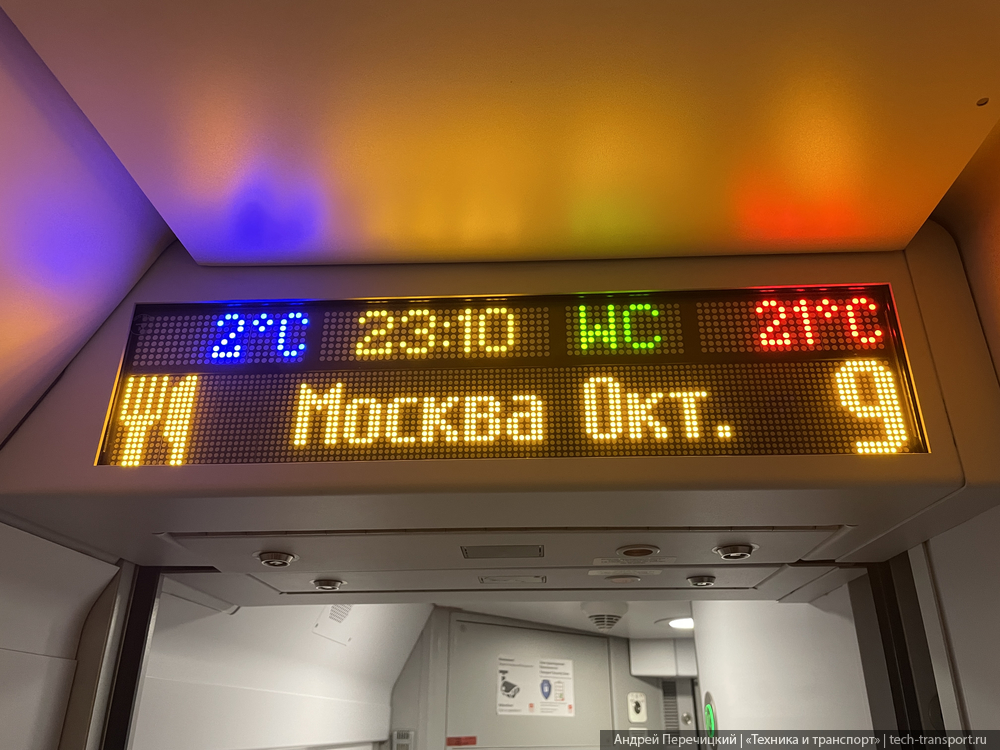 2°C 23:10 WC 21°C
Москва Окт. 9
Андрей Перечицкий | «Техника и транспорт» | tech-transport.ru